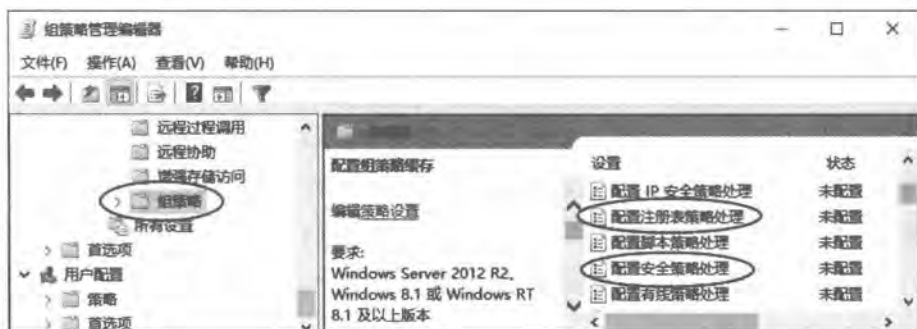 组策略管理编辑器
文件(F) 操作(A) 查看(V) 帮助(H)
远程过程调用
远程协助
增强存储访问
组策略
所有设置
首选项
用户配置
策略
首选项
配置组策略缓存
编辑策略设置
要求:
Windows Server 2012 R2、
Windows 8.1 或 Windows RT
8.1 及以上版本
设置 状态
配置 IP 安全策略处理 未配置
配置注册表策略处理 未配置
配置脚本策略处理 未配置
配置安全策略处理 未配置
配置有线策略处理 未配置